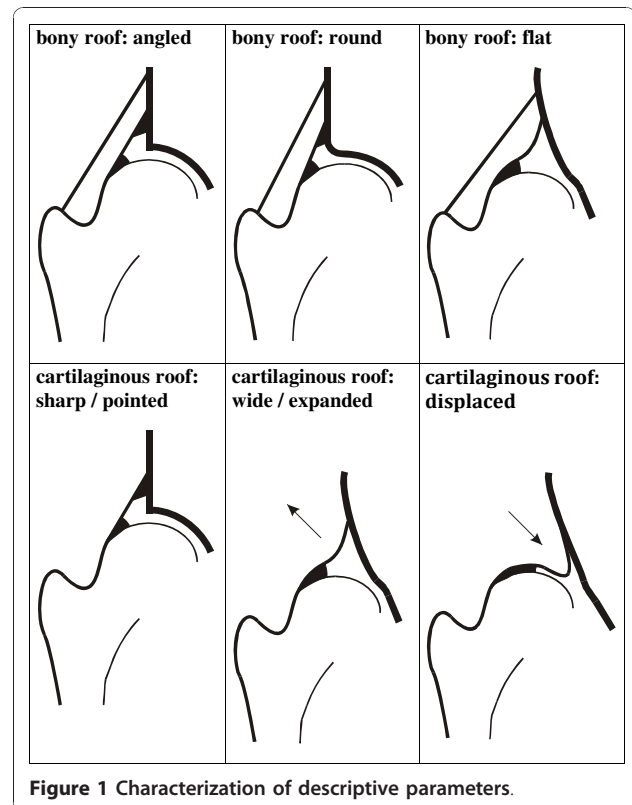 bony roof: angled
bony roof: round
bony roof: flat
cartilaginous roof:
sharp / pointed
cartilaginous roof:
wide / expanded
cartilaginous roof:
displaced
Figure 1 Characterization of descriptive parameters.